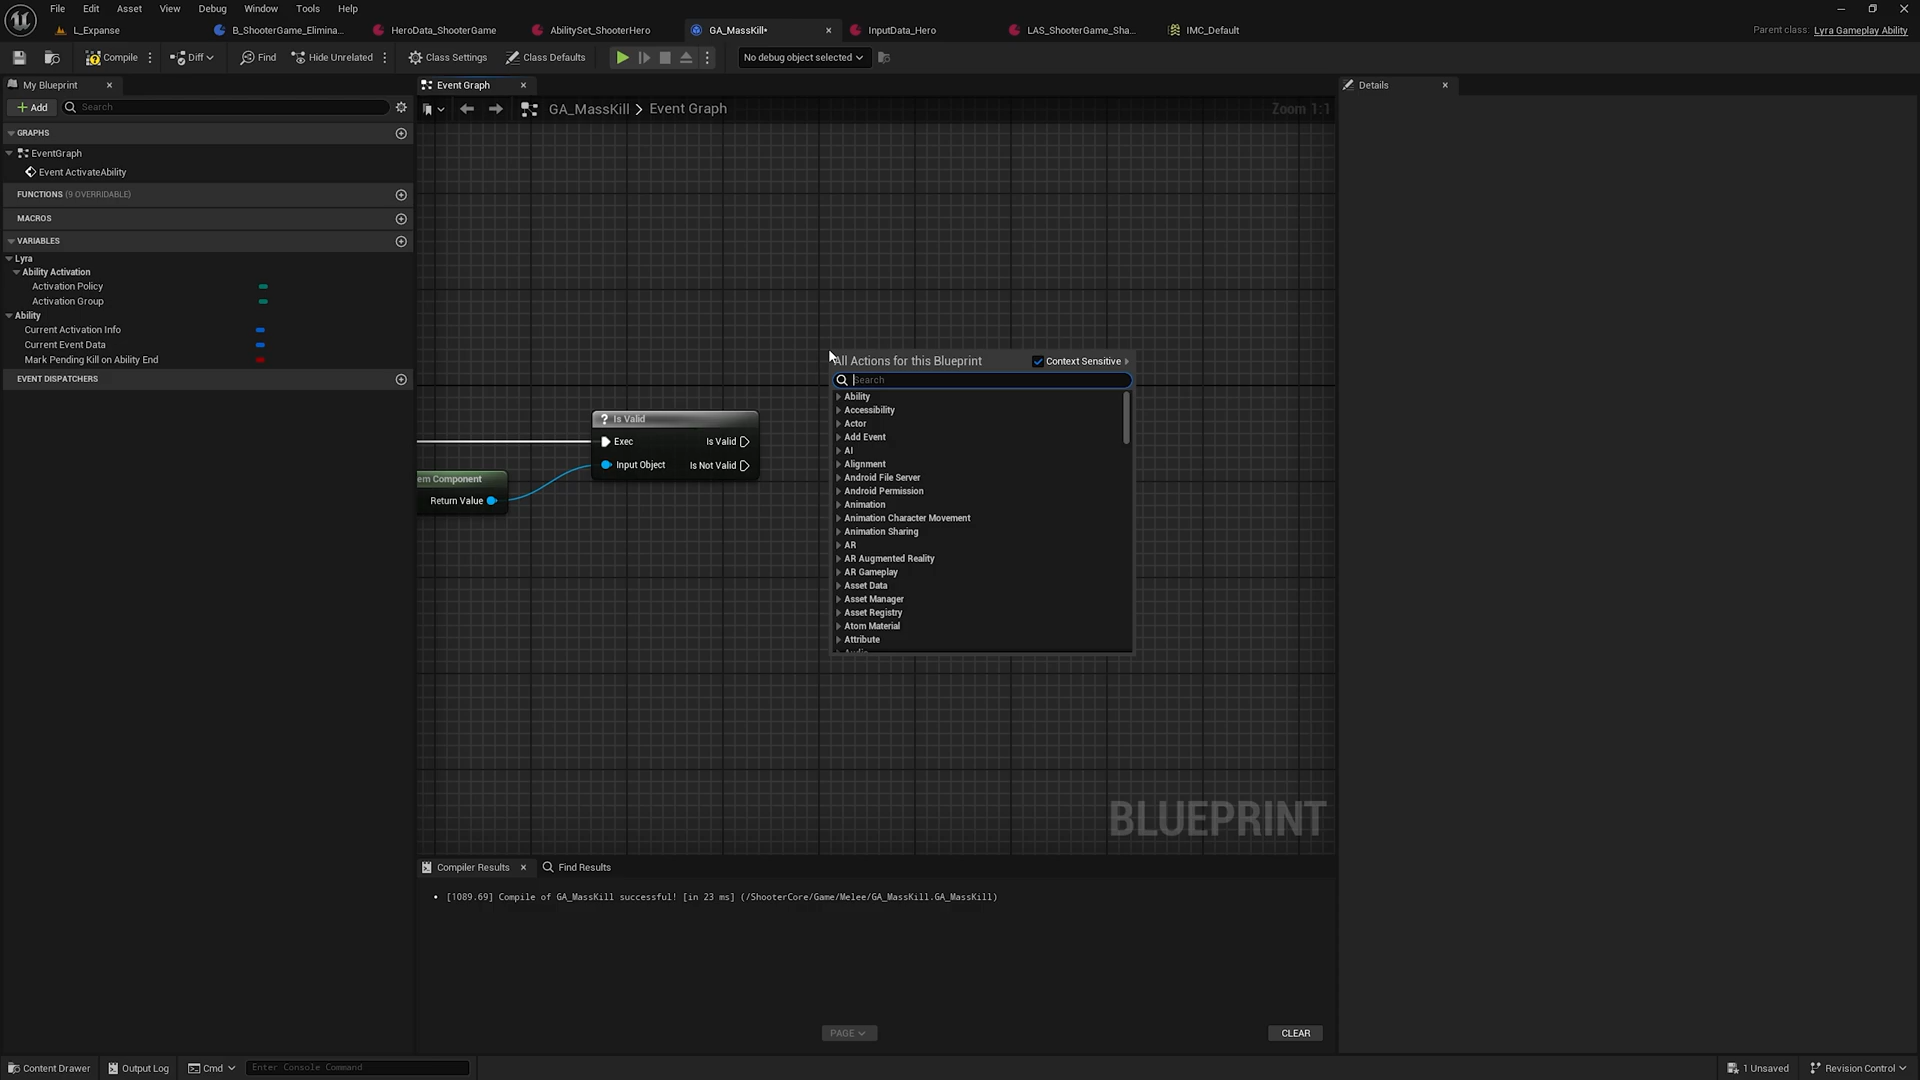 File Edit Asset View Debug Window Tools Help
L_Expanse B_ShooterGame_Elimina... HeroData_ShooterGame AbilitySet_ShooterHero GA_MassKill• InputData_Hero LAS_ShooterGame_Sha... IMC_Default Parent class: Lyra Gameplay Ability
Compile Diff Find Hide Unrelated Class Settings Class Defaults No debug object selected
My Blueprint Event Graph Details
Add Search GA_MassKill > Event Graph Zoom 1:1
GRAPHS
EventGraph
Event ActivateAbility
FUNCTIONS (9 OVERRIDABLE)
MACROS
VARIABLES
Lyra
Ability Activation
Activation Policy
Activation Group
Ability
Current Activation Info
Current Event Data
Mark Pending Kill on Ability End
EVENT DISPATCHERS
Is Valid
Exec Is Valid
Input Object Is Not Valid
em Component
Return Value
All Actions for this Blueprint Context Sensitive
Search
Ability
Accessibility
Actor
Add Event
AI
Alignment
Android File Server
Android Permission
Animation
Animation Character Movement
Animation Sharing
AR
AR Augmented Reality
AR Gameplay
Asset Data
Asset Manager
Asset Registry
Atom Material
Attribute
Audio
BLUEPRINT
Compiler Results Find Results
• [1089.69] Compile of GA_MassKill successful! [in 23 ms] (/ShooterCore/Game/Melee/GA_MassKill.GA_MassKill)
PAGE CLEAR
Content Drawer Output Log Cmd Enter Console Command 1 Unsaved Revision Control